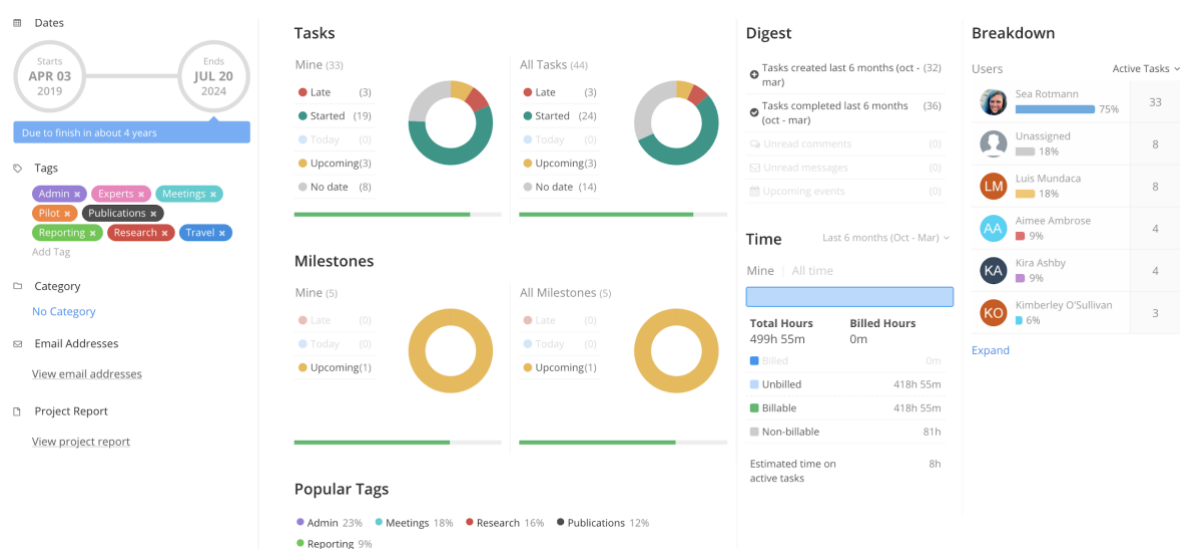 Dates
Starts
APR 03
2019
Ends
JUL 20
2024
Due to finish in about 4 years
Tags
Admin ×
Experts ×
Meetings ×
Pilot ×
Publications ×
Reporting ×
Research ×
Travel ×
Add Tag
Category
No Category
Email Addresses
View email addresses
Project Report
View project report
Tasks
Mine (33)
Late (3)
Started (19)
Today (0)
Upcoming(3)
No date (8)
All Tasks (44)
Late (3)
Started (24)
Today (0)
Upcoming(3)
No date (14)
Milestones
Mine (5)
Late (0)
Today (0)
Upcoming(1)
All Milestones (5)
Late (0)
Today (0)
Upcoming(1)
Popular Tags
Admin 23%
Meetings 18%
Research 16%
Publications 12%
Reporting 9%
Digest
Tasks created last 6 months (oct - (32)
mar)
Tasks completed last 6 months (36)
(oct - mar)
Unread comments (0)
Unread messages (0)
Upcoming events (0)
Time
Last 6 months (Oct - Mar)
Mine | All time
Total Hours
499h 55m
Billed Hours
0m
Billed 0m
Unbilled 418h 55m
Billable 418h 55m
Non-billable 81h
Estimated time on 8h
active tasks
Breakdown
Users Active Tasks
Sea Rotmann
75% 33
Unassigned
18% 8
LM Luis Mundaca
18% 8
AA Aimee Ambrose
9% 4
KA Kira Ashby
9% 4
KO Kimberley O'Sullivan
6% 3
Expand